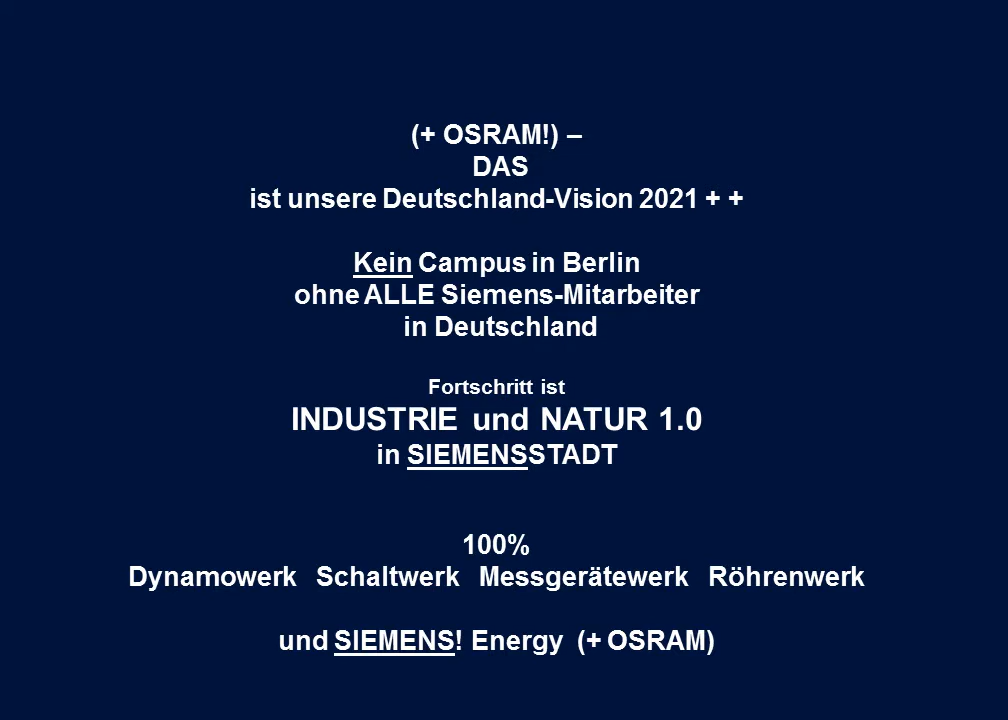 (+ OSRAM!) –
DAS
ist unsere Deutschland-Vision 2021 + +
Kein Campus in Berlin
ohne ALLE Siemens-Mitarbeiter
in Deutschland
Fortschritt ist
INDUSTRIE und NATUR 1.0
in SIEMENSSTADT
100%
Dynamowerk Schaltwerk Messgerätewerk Röhrenwerk
und SIEMENS! Energy (+ OSRAM)